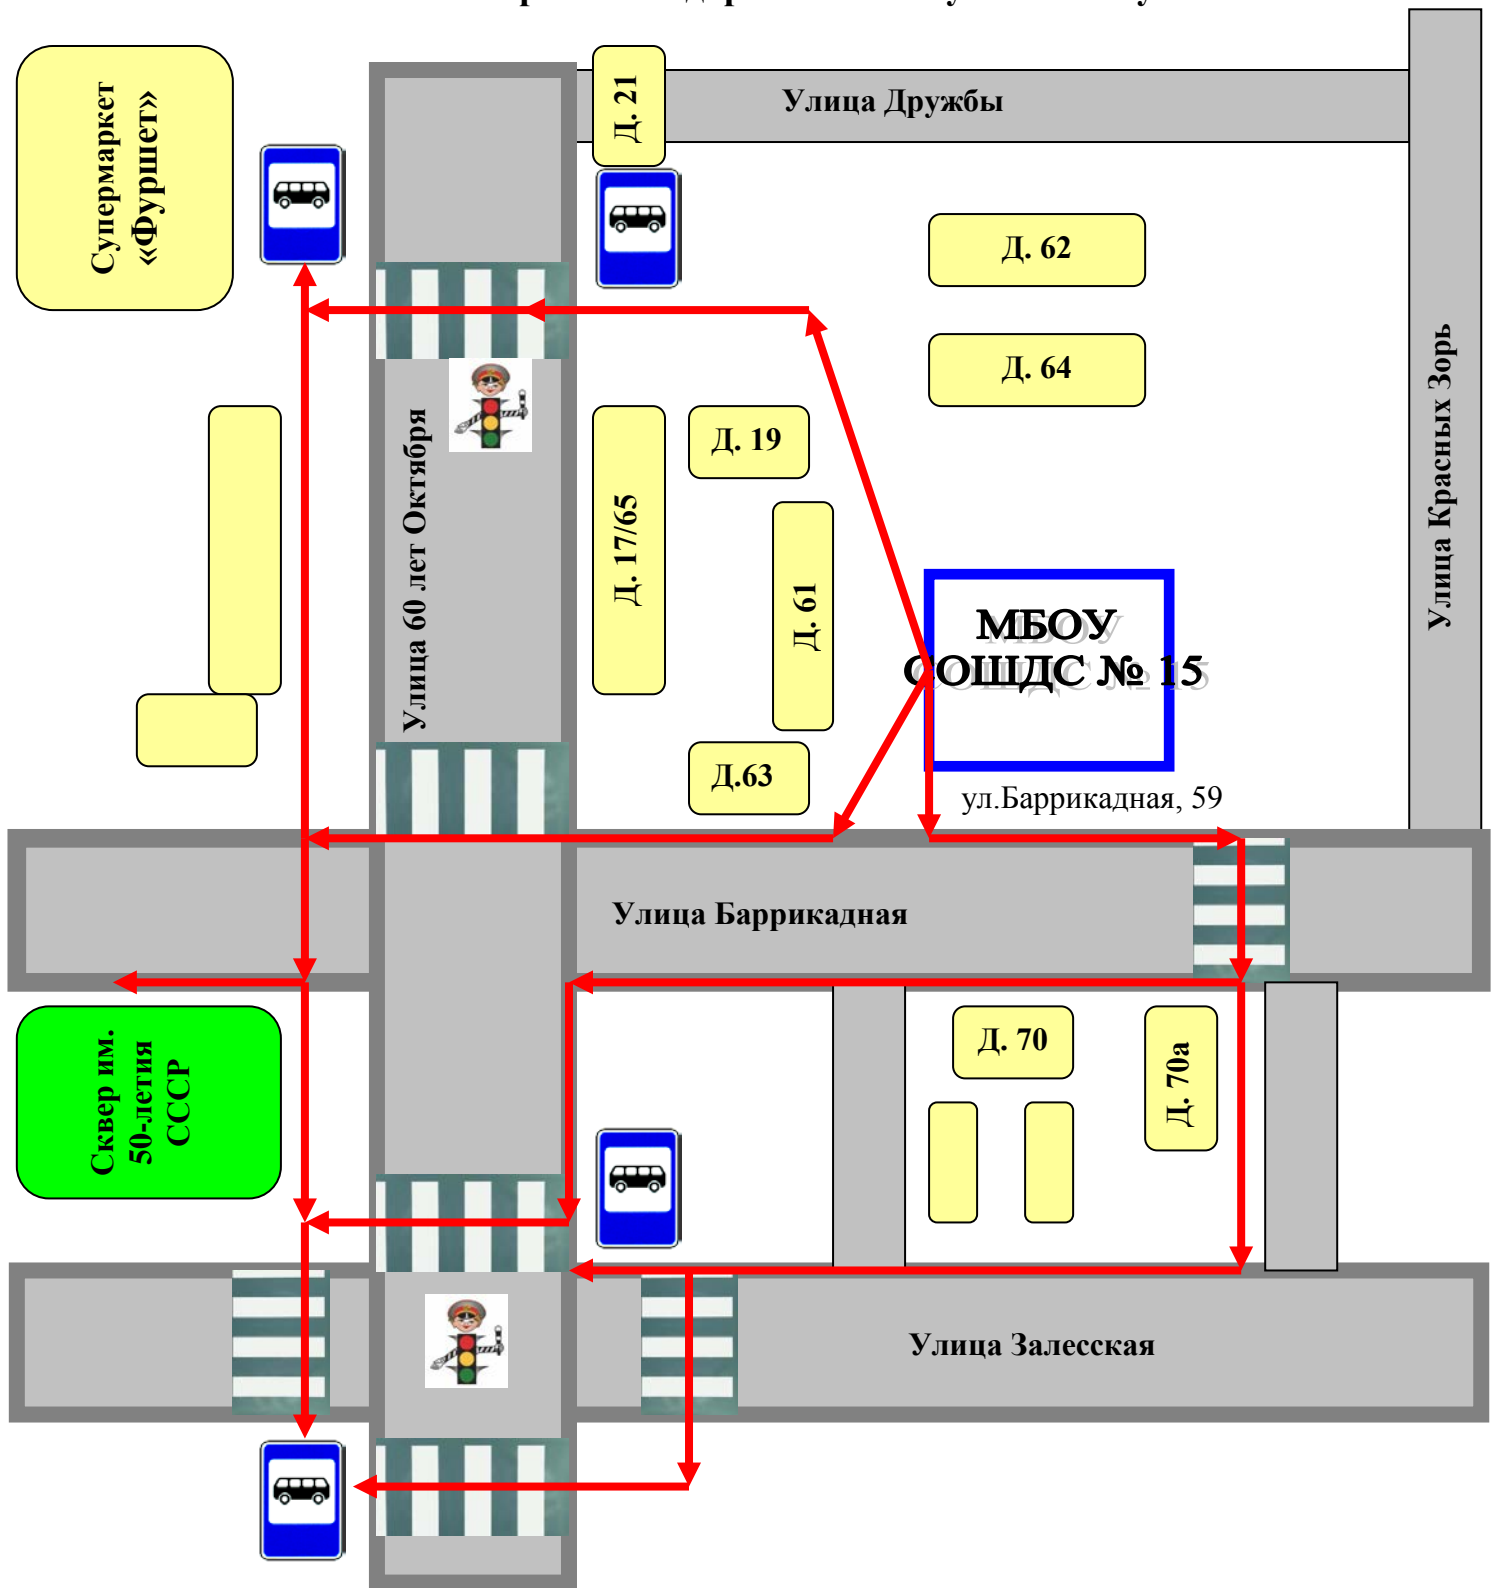 Улица Дружбы
Д. 21
Супермаркет
«Фуршет»
Д. 62
Д. 64
Улица Красных Зорь
Улица 60 лет Октября
Д. 19
Д. 17/65
Д. 61
МБОУ
СОШДС № 15
Д.63
ул.Баррикадная, 59
Улица Баррикадная
Сквер им.
50-летия
СССР
Д. 70
Д. 70а
Улица Залесская